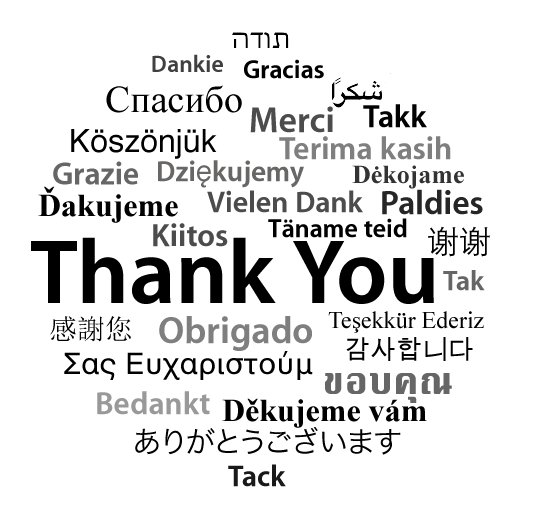 תודה
Dankie Gracias
Спасибо شكرًا
Merci Takk
Köszönjük Terima kasih
Grazie Dziękujemy Dėkojame
Ďakujeme Vielen Dank Paldies
Kiitos Täname teid 谢谢
Thank You Tak
感謝您 Obrigado Teşekkür Ederiz
감사합니다
Σας Ευχαριστούμ ขอบคุณ
Bedankt Děkujeme vám
ありがとうございます
Tack